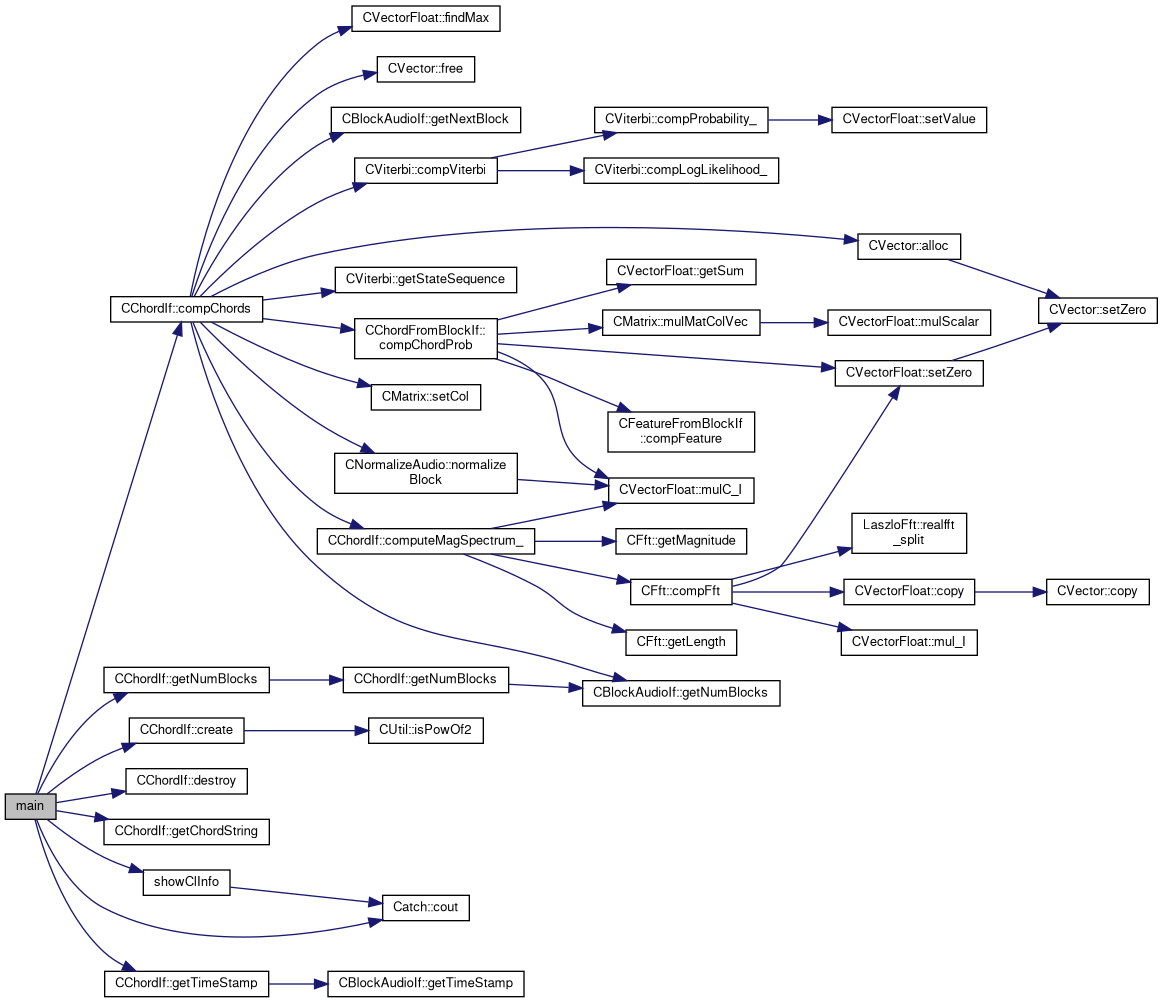 CVectorFloat::findMax
CVector::free
CBlockAudioIf::getNextBlock
CViterbi::compProbability_
CVectorFloat::setValue
CViterbi::compViterbi
CViterbi::compLogLikelihood_
CVector::alloc
CVectorFloat::getSum
CViterbi::getStateSequence
CChordIf::compChords
CVector::setZero
CChordFromBlockIf::
compChordProb
CMatrix::mulMatColVec
CVectorFloat::mulScalar
CVectorFloat::setZero
CMatrix::setCol
CFeatureFromBlockIf
::compFeature
CNormalizeAudio::normalize
Block
CVectorFloat::mulC_I
CChordIf::computeMagSpectrum_
CFft::getMagnitude
LaszloFft::realfft
_split
CFft::compFft
CVectorFloat::copy
CVector::copy
CFft::getLength
CVectorFloat::mul_I
CChordIf::getNumBlocks
CChordIf::getNumBlocks
CBlockAudioIf::getNumBlocks
CChordIf::create
CUtil::isPowOf2
CChordIf::destroy
main
CChordIf::getChordString
showClInfo
Catch::cout
CChordIf::getTimeStamp
CBlockAudioIf::getTimeStamp